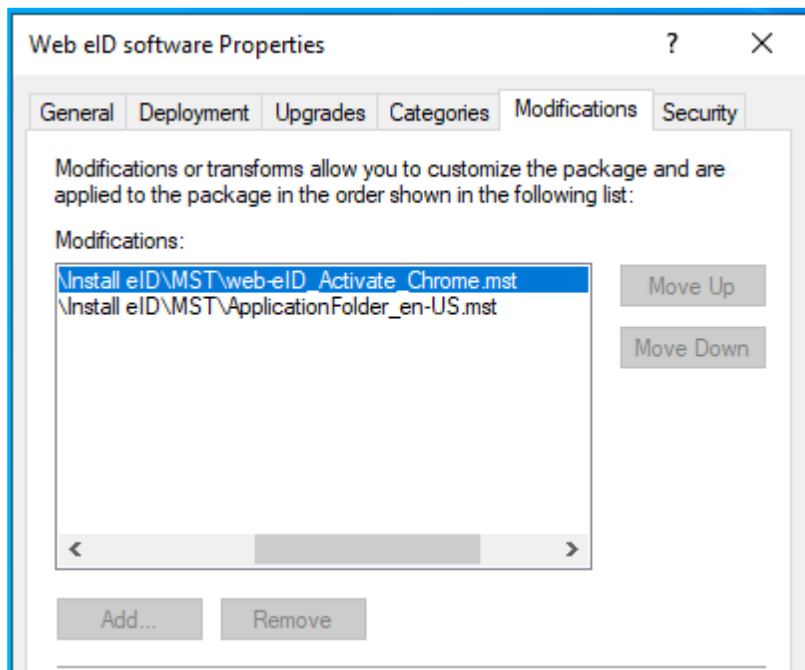 Web eID software Properties
General Deployment Upgrades Categories Modifications Security
Modifications or transforms allow you to customize the package and are
applied to the package in the order shown in the following list:
Modifications:
\Install eID\MST\web-eID_Activate_Chrome.mst
\Install eID\MST\ApplicationFolder_en-US.mst
Move Up
Move Down
Add... Remove